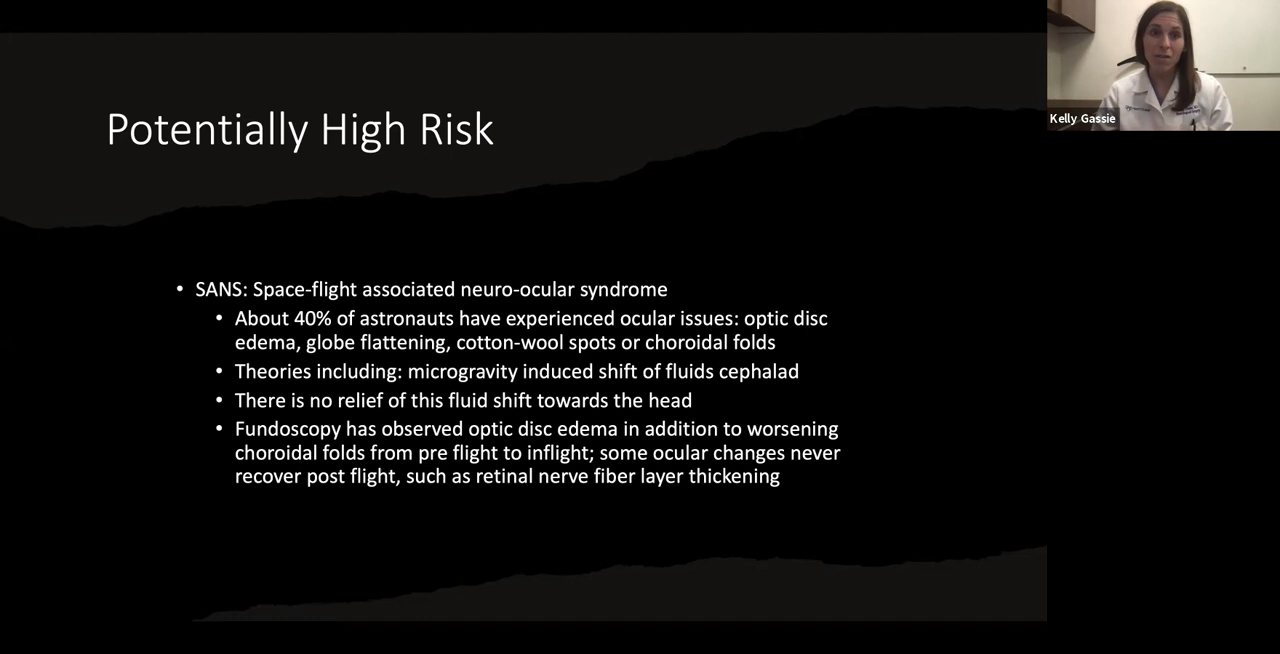 Potentially High Risk
Kelly Gassie
• SANS: Space-flight associated neuro-ocular syndrome
• About 40% of astronauts have experienced ocular issues: optic disc
edema, globe flattening, cotton-wool spots or choroidal folds
• Theories including: microgravity induced shift of fluids cephalad
• There is no relief of this fluid shift towards the head
• Fundoscopy has observed optic disc edema in addition to worsening
choroidal folds from pre flight to inflight; some ocular changes never
recover post flight, such as retinal nerve fiber layer thickening